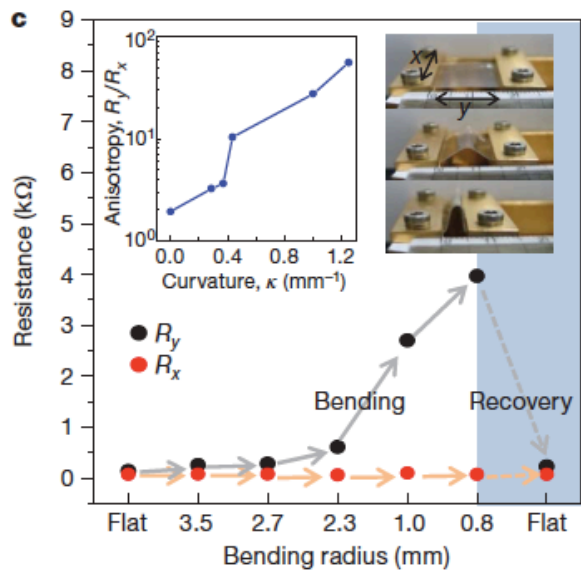 c
9
8
7
6
5
4
3
2
1
0
Resistance (kΩ)
10²
10¹
10⁰
Anisotropy, Ry/Rx
0.0 0.4 0.8 1.2
Curvature, κ (mm⁻¹)
x
y
Ry
Rx
Bending
Recovery
Flat 3.5 2.7 2.3 1.0 0.8 Flat
Bending radius (mm)